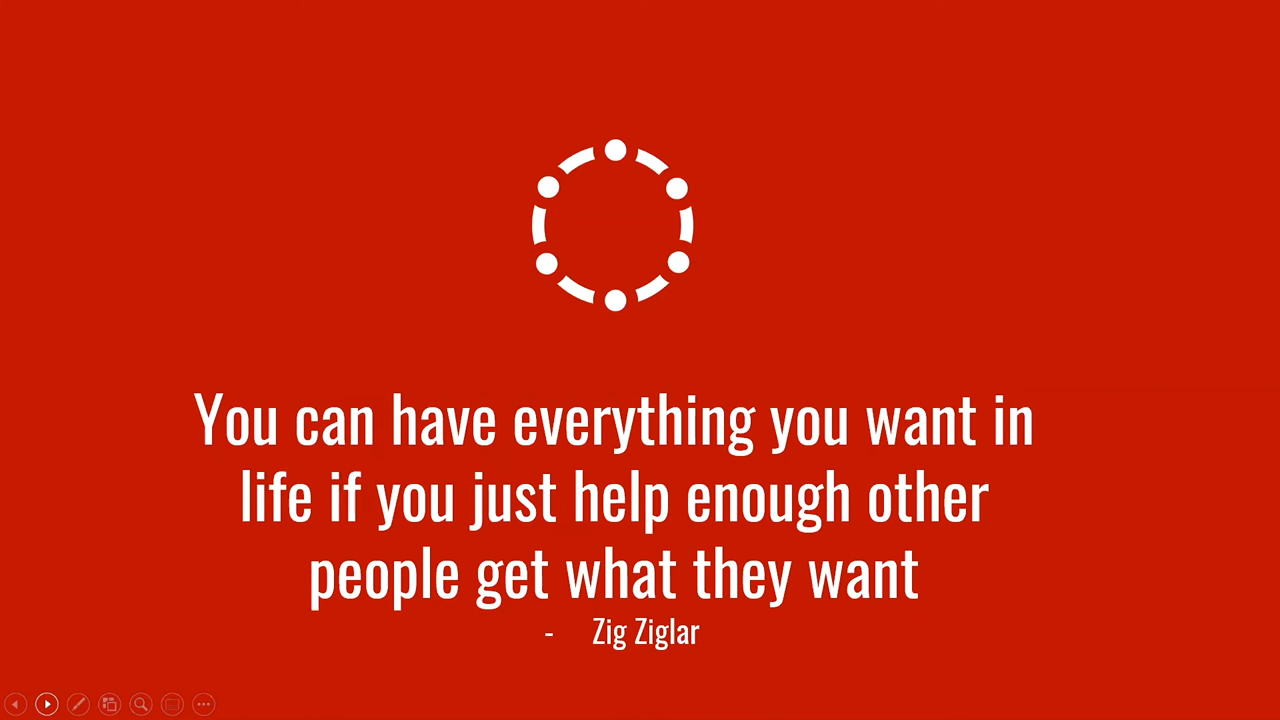 You can have everything you want in
life if you just help enough other
people get what they want
- Zig Ziglar